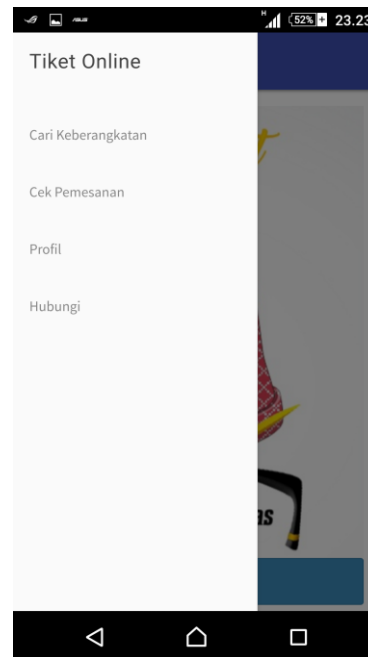 H 52% 23.23
Tiket Online
Cari Keberangkatan
Cek Pemesanan
Profil
Hubungi
as